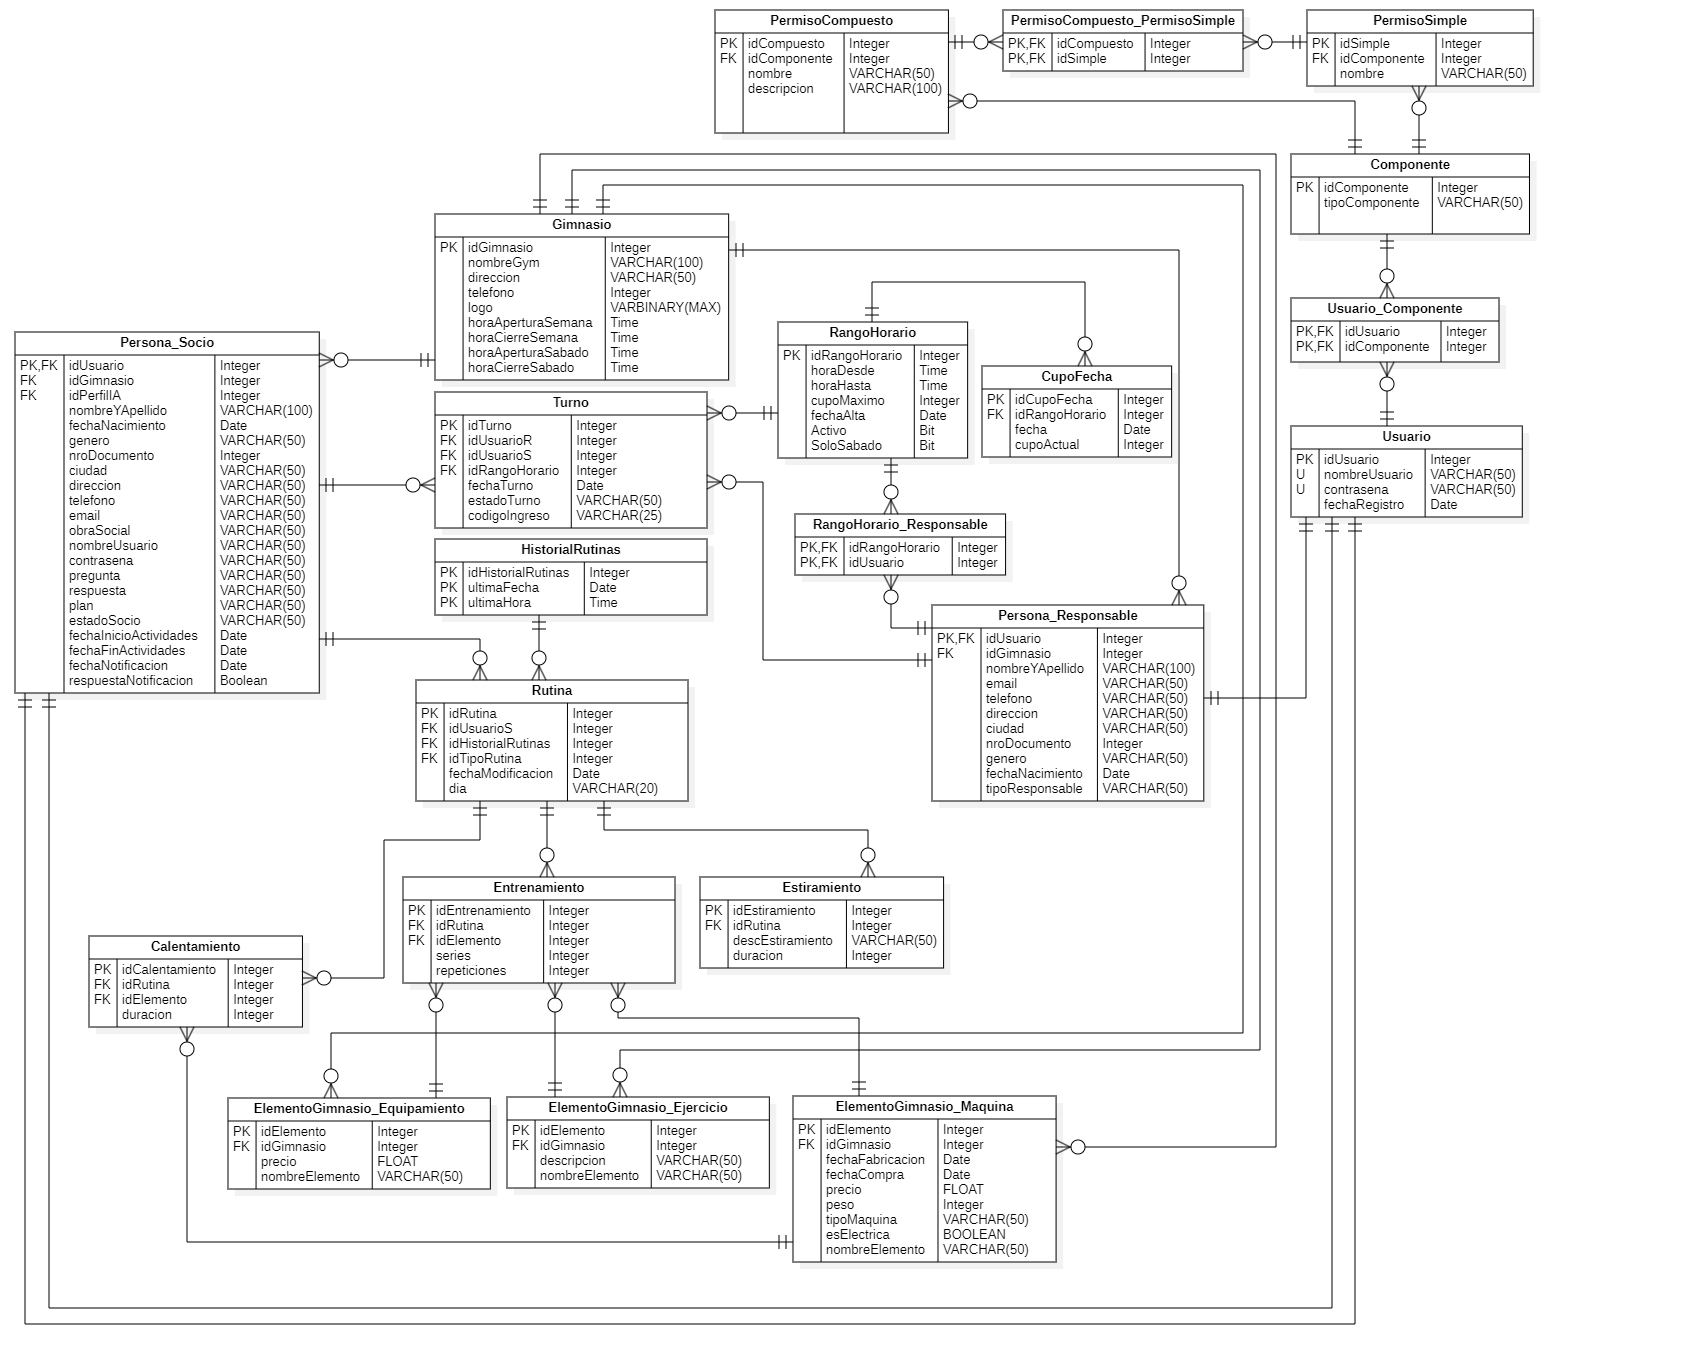 PermisoCompuesto
PK idCompuesto Integer
FK idComponente Integer
nombre VARCHAR(50)
descripcion VARCHAR(100)
PermisoCompuesto_PermisoSimple
PK,FK idCompuesto Integer
PK,FK idSimple Integer
PermisoSimple
PK idSimple Integer
FK idComponente Integer
nombre VARCHAR(50)
Componente
PK idComponente Integer
tipoComponente VARCHAR(50)
Gimnasio
PK idGimnasio Integer
nombreGym VARCHAR(100)
direccion VARCHAR(50)
telefono Integer
logo VARBINARY(MAX)
horaAperturaSemana Time
horaCierreSemana Time
horaAperturaSabado Time
horaCierreSabado Time
Usuario_Componente
PK,FK idUsuario Integer
PK,FK idComponente Integer
RangoHorario
PK idRangoHorario Integer
horaDesde Time
horaHasta Time
cupoMaximo Integer
fechaAlta Date
Activo Bit
SoloSabado Bit
CupoFecha
PK idCupoFecha Integer
FK idRangoHorario Integer
fecha Date
cupoActual Integer
Persona_Socio
PK,FK idUsuario Integer
FK idGimnasio Integer
FK idPerfilIA Integer
nombreYApellido VARCHAR(100)
fechaNacimiento Date
genero VARCHAR(50)
nroDocumento Integer
ciudad VARCHAR(50)
direccion VARCHAR(50)
telefono VARCHAR(50)
email VARCHAR(50)
obraSocial VARCHAR(50)
nombreUsuario VARCHAR(50)
contrasena VARCHAR(50)
pregunta VARCHAR(50)
respuesta VARCHAR(50)
plan VARCHAR(50)
estadoSocio VARCHAR(50)
fechaInicioActividades Date
fechaFinActividades Date
fechaNotificacion Date
respuestaNotificacion Boolean
Turno
PK idTurno Integer
FK idUsuarioR Integer
FK idUsuarioS Integer
FK idRangoHorario Integer
fechaTurno Date
estadoTurno VARCHAR(50)
codigoIngreso VARCHAR(25)
Usuario
PK idUsuario Integer
U nombreUsuario VARCHAR(50)
U contrasena VARCHAR(50)
fechaRegistro Date
RangoHorario_Responsable
PK,FK idRangoHorario Integer
PK,FK idUsuario Integer
HistorialRutinas
PK idHistorialRutinas Integer
PK ultimaFecha Date
PK ultimaHora Time
Persona_Responsable
PK,FK idUsuario Integer
FK idGimnasio Integer
nombreYApellido VARCHAR(100)
email VARCHAR(50)
telefono VARCHAR(50)
direccion VARCHAR(50)
ciudad VARCHAR(50)
nroDocumento Integer
genero VARCHAR(50)
fechaNacimiento Date
tipoResponsable VARCHAR(50)
Rutina
PK idRutina Integer
FK idUsuarioS Integer
FK idHistorialRutinas Integer
FK idTipoRutina Integer
fechaModificacion Date
dia VARCHAR(20)
Entrenamiento
PK idEntrenamiento Integer
FK idRutina Integer
FK idElemento Integer
series Integer
repeticiones Integer
Estiramiento
PK idEstiramiento Integer
FK idRutina Integer
descEstiramiento VARCHAR(50)
duracion Integer
Calentamiento
PK idCalentamiento Integer
FK idRutina Integer
FK idElemento Integer
duracion Integer
ElementoGimnasio_Equipamiento
PK idElemento Integer
FK idGimnasio Integer
precio FLOAT
nombreElemento VARCHAR(50)
ElementoGimnasio_Ejercicio
PK idElemento Integer
FK idGimnasio Integer
descripcion VARCHAR(50)
nombreElemento VARCHAR(50)
ElementoGimnasio_Maquina
PK idElemento Integer
FK idGimnasio Integer
fechaFabricacion Date
fechaCompra Date
precio FLOAT
peso Integer
tipoMaquina VARCHAR(50)
esElectrica BOOLEAN
nombreElemento VARCHAR(50)